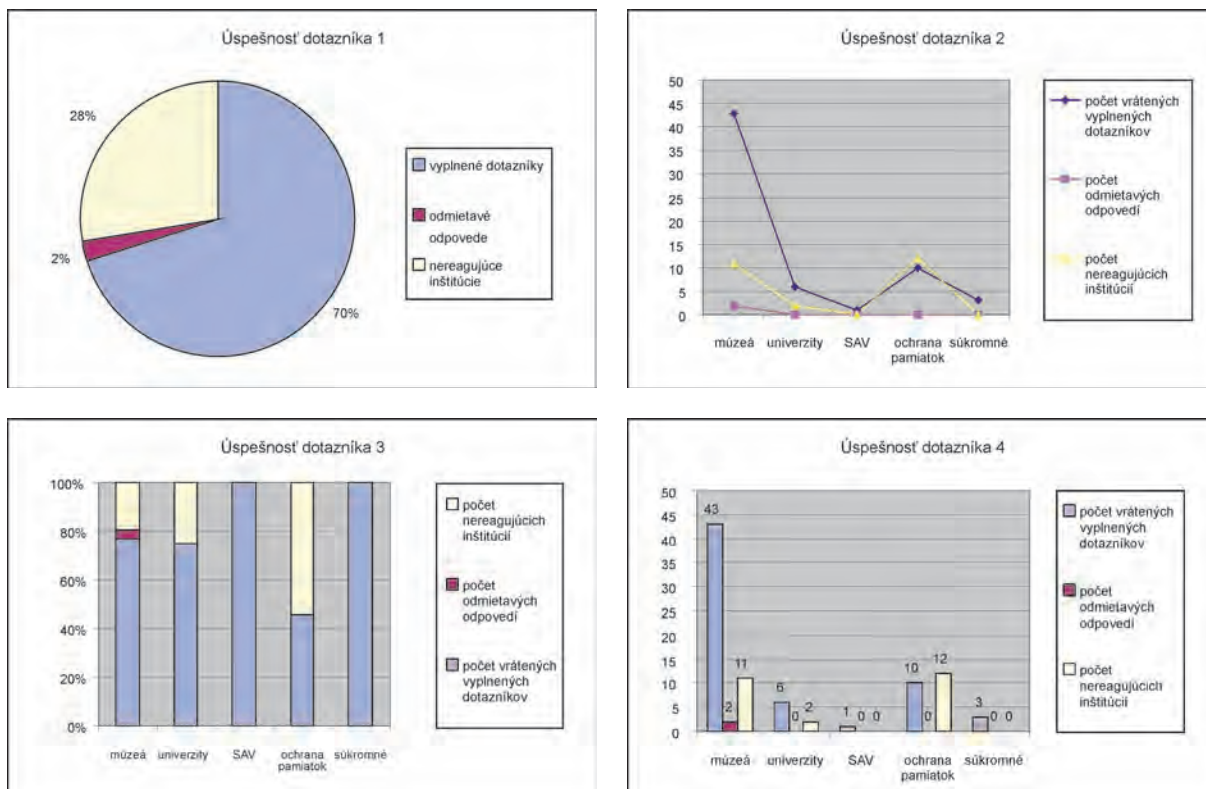 Úspešnosť dotazníka 1
28%
2%
70%
vyplnené dotazníky
odmietavé
odpovede
nereagujúce
inštitúcie
Úspešnosť dotazníka 2
50
45
40
35
30
25
20
15
10
5
0
múzeá univerzity SAV ochrana súkromné
pamiatok
počet vrátených
vyplnených
dotazníkov
počet
odmietavých
odpovedí
počet
nereagujúcich
inštitúcií
Úspešnosť dotazníka 3
100%
80%
60%
40%
20%
0%
múzeá univerzity SAV ochrana súkromné
pamiatok
počet
nereagujúcich
inštitúcií
počet
odmietavých
odpovedí
počet vrátených
vyplnených
dotazníkov
Úspešnosť dotazníka 4
50
45
40
35
30
25
20
15
10
5
0
43 2 11
6 0 2
1 0 0
10 0 12
3 0 0
múzeá univerzity SAV ochrana súkromné
pamiatok
počet vrátených
vyplnených
dotazníkov
počet
odmietavých
odpovedí
počet
nereagujúcich
inštitúcií